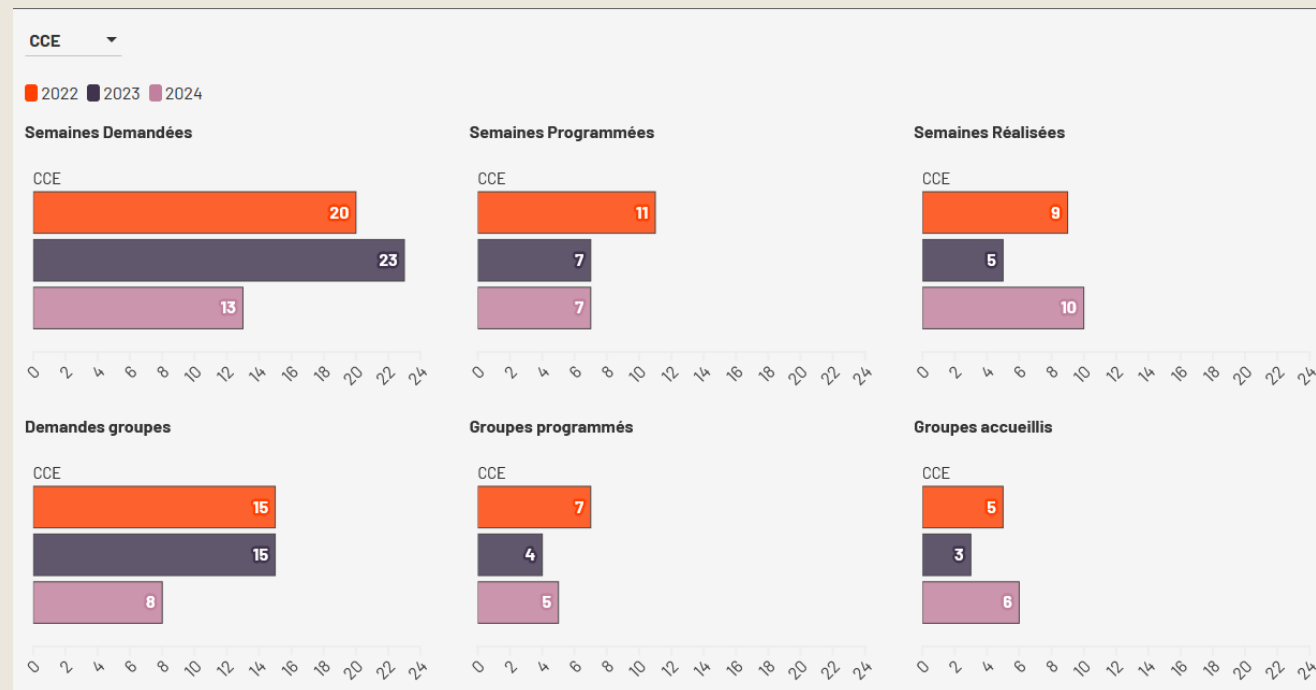 CCE
2022 2023 2024
Semaines Demandées
CCE
20
23
13
0 2 4 6 8 10 12 14 16 18 20 22 24
Semaines Programmées
CCE
11
7
7
0 2 4 6 8 10 12 14 16 18 20 22 24
Semaines Réalisées
CCE
9
5
10
0 2 4 6 8 10 12 14 16 18 20 22 24
Demandes groupes
CCE
15
15
8
0 2 4 6 8 10 12 14 16 18 20 22 24
Groupes programmés
CCE
7
4
5
0 2 4 6 8 10 12 14 16 18 20 22 24
Groupes accueillis
CCE
5
3
6
0 2 4 6 8 10 12 14 16 18 20 22 24